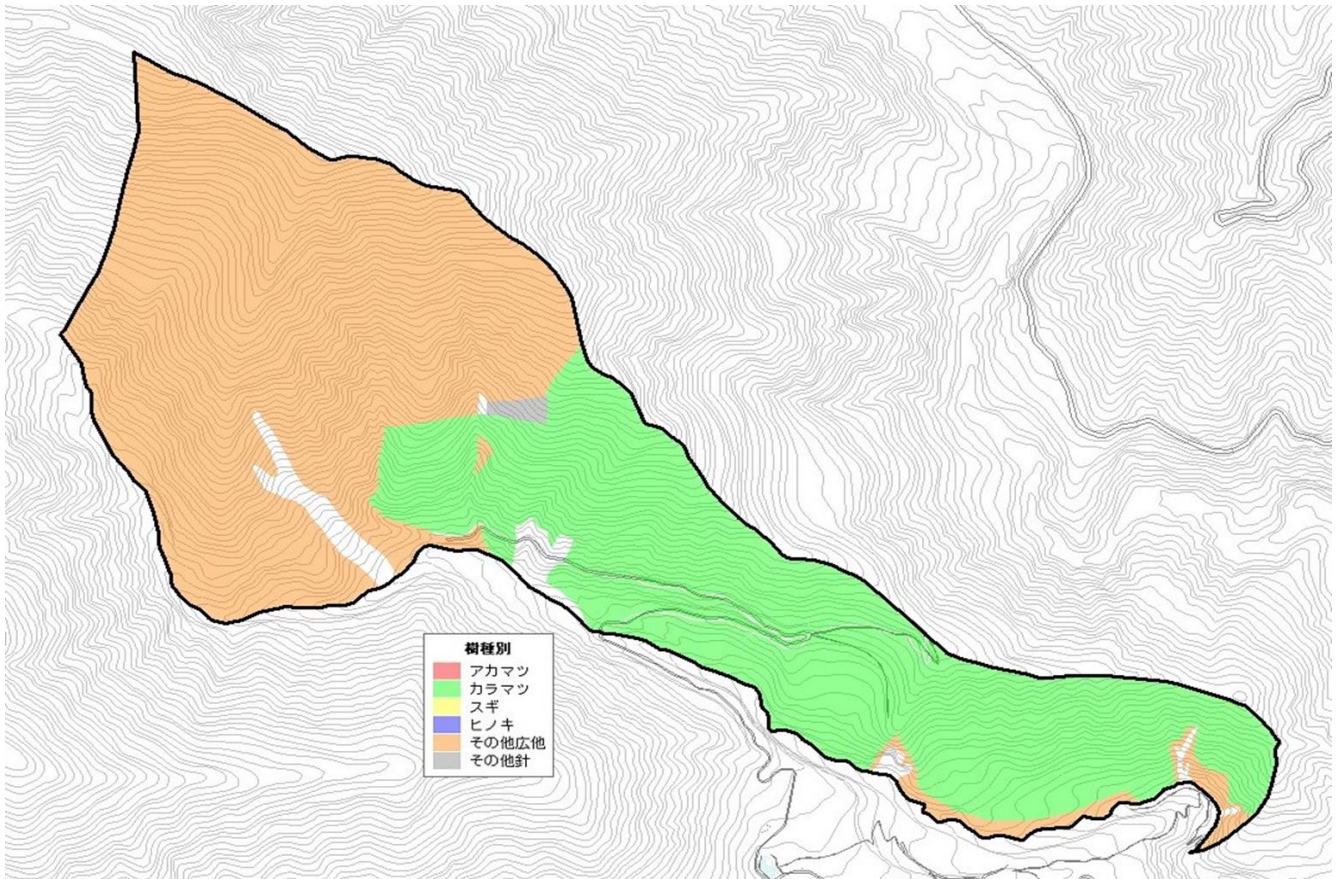 樹種別
アカマツ
カラマツ
スギ
ヒノキ
その他広他
その他針